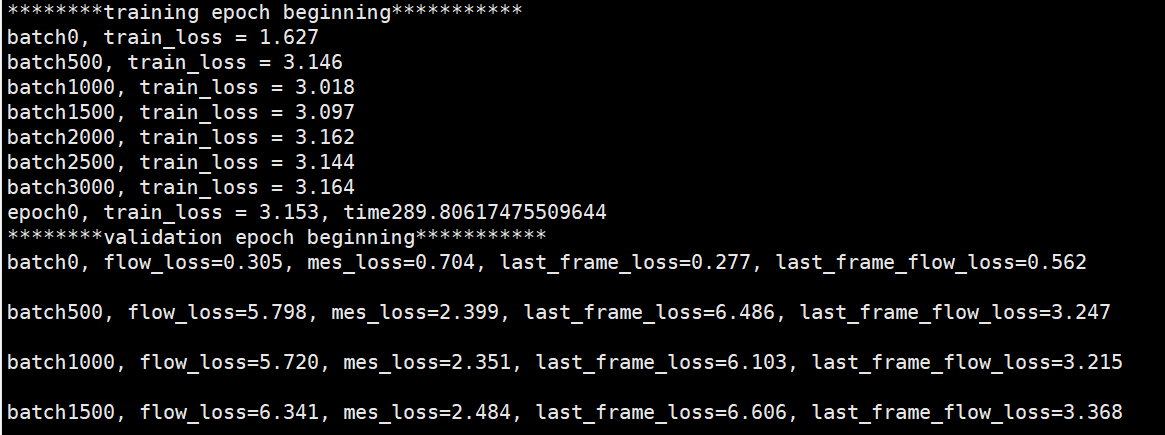 ********training epoch beginning***********
batch0, train_loss = 1.627
batch500, train_loss = 3.146
batch1000, train_loss = 3.018
batch1500, train_loss = 3.097
batch2000, train_loss = 3.162
batch2500, train_loss = 3.144
batch3000, train_loss = 3.164
epoch0, train_loss = 3.153, time289.80617475509644
********validation epoch beginning***********
batch0, flow_loss=0.305, mes_loss=0.704, last_frame_loss=0.277, last_frame_flow_loss=0.562
batch500, flow_loss=5.798, mes_loss=2.399, last_frame_loss=6.486, last_frame_flow_loss=3.247
batch1000, flow_loss=5.720, mes_loss=2.351, last_frame_loss=6.103, last_frame_flow_loss=3.215
batch1500, flow_loss=6.341, mes_loss=2.484, last_frame_loss=6.606, last_frame_flow_loss=3.368